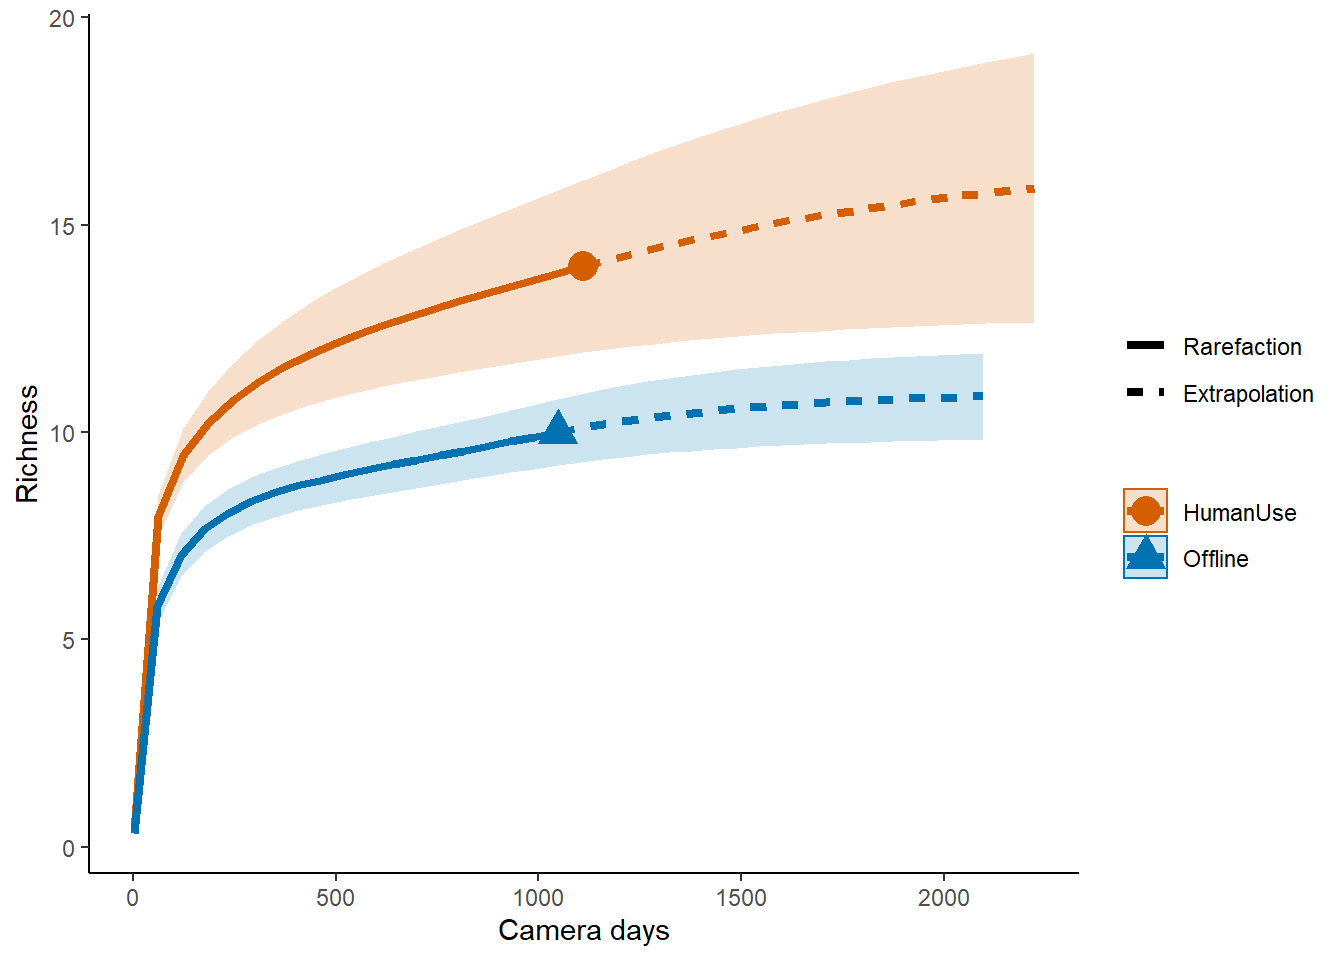 20
15
10
5
0
Richness
0 500 1000 1500 2000
Camera days
Rarefaction
Extrapolation
HumanUse
Offline